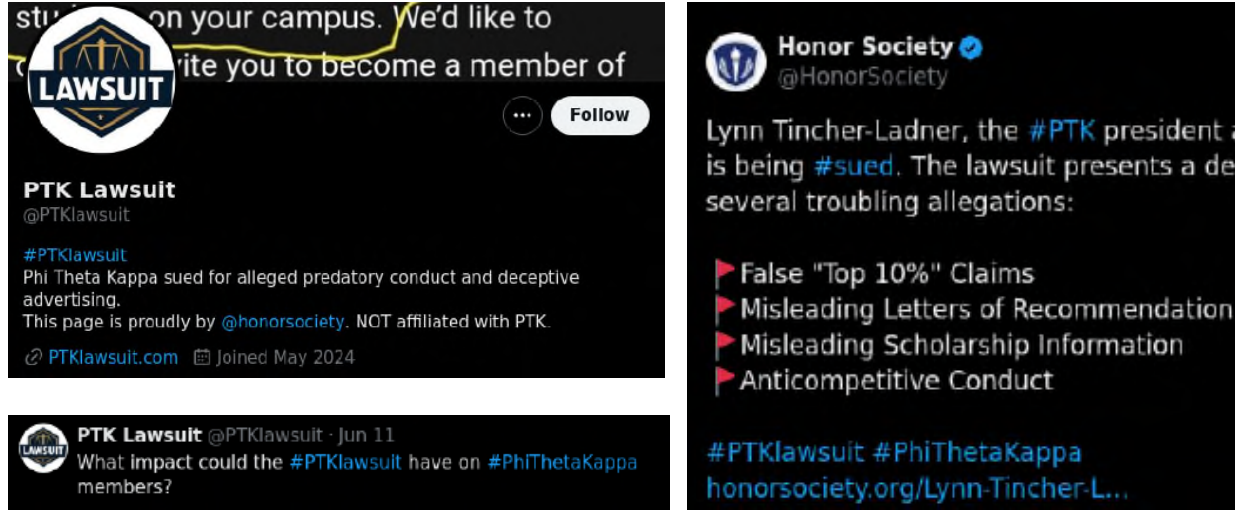 on your campus. We'd like to
vite you to become a member of
LAWSUIT
Follow
PTK Lawsuit
@PTKlawsuit
#PTKlawsuit
Phi Theta Kappa sued for alleged predatory conduct and deceptive
advertising.
This page is proudly by @honorsociety. NOT affiliated with PTK.
PTKlawsuit.com Joined May 2024
LAWSUIT
PTK Lawsuit @PTKlawsuit · Jun 11
What impact could the #PTKlawsuit have on #PhiThetaKappa
members?
Honor Society
@HonorSociety
Lynn Tincher-Ladner, the #PTK president
is being #sued. The lawsuit presents a de
several troubling allegations:
False "Top 10%" Claims
Misleading Letters of Recommendation
Misleading Scholarship Information
Anticompetitive Conduct
#PTKlawsuit #PhiThetaKappa
honorsociety.org/Lynn-Tincher-L...